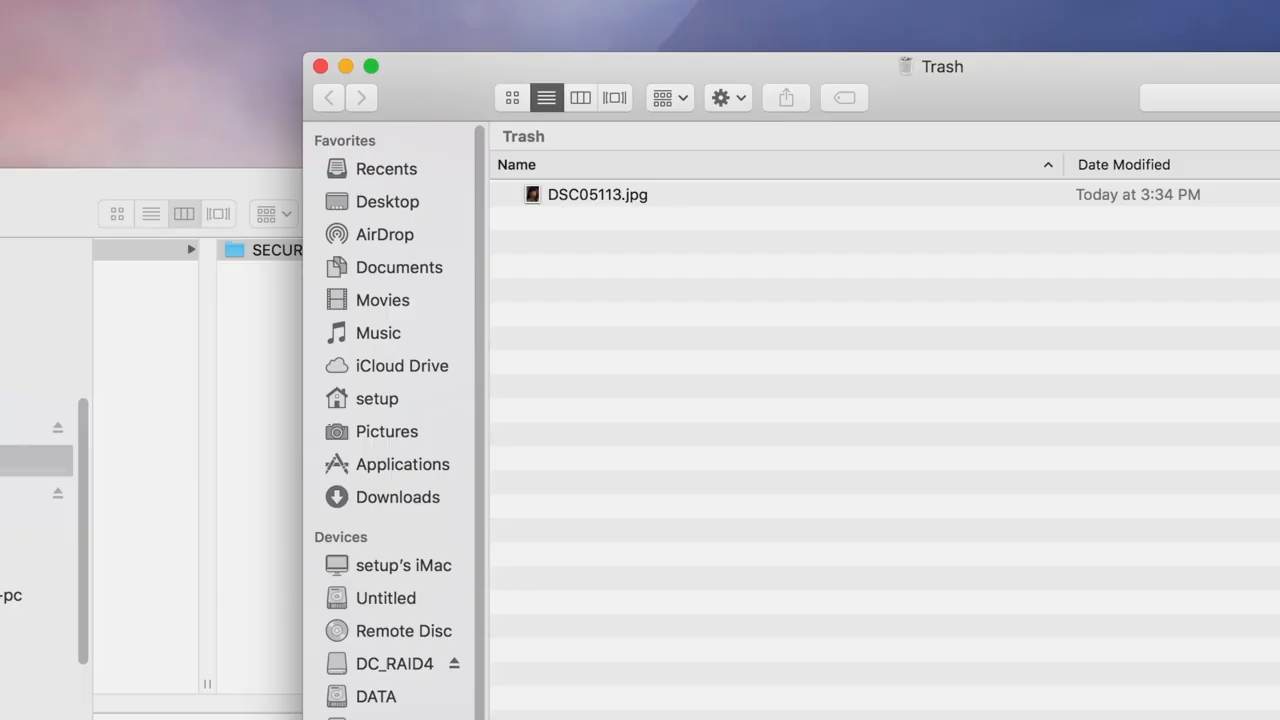 Trash
Favorites
Trash
Name
Date Modified
Recents
DSC05113.jpg
Today at 3:34 PM
Desktop
AirDrop
SECUR
Documents
Movies
Music
iCloud Drive
setup
Pictures
Applications
Downloads
Devices
setup's iMac
-pc
Untitled
Remote Disc
DC_RAID4
DATA